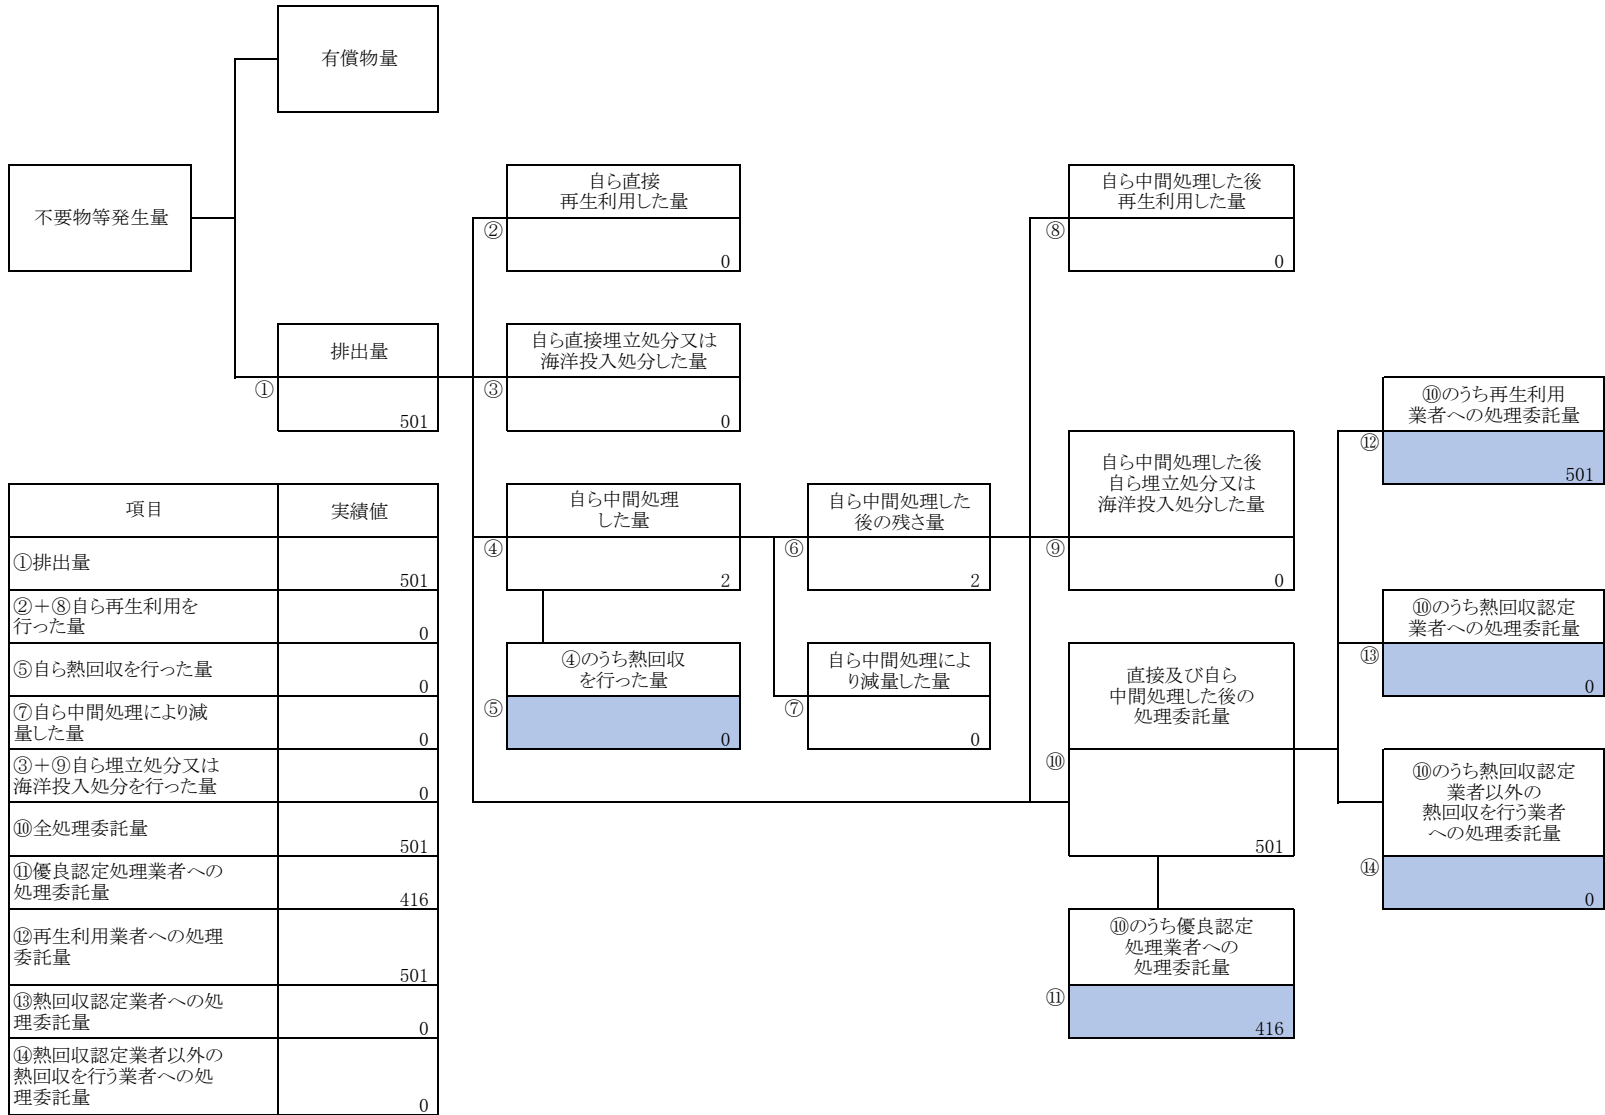 有償物量
不要物等発生量
自ら直接
再生利用した量
②
0
自ら中間処理した後
再生利用した量
⑧
0
排出量
①
501
自ら直接埋立処分又は
海洋投入処分した量
③
0
⑩のうち再生利用
業者への処理委託量
⑫
501
自ら中間処理
した量
④
2
自ら中間処理した
後の残さ量
⑥
2
自ら中間処理した後
自ら埋立処分又は
海洋投入処分した量
⑨
0
⑩のうち熱回収認定
業者への処理委託量
⑬
0
④のうち熱回収
を行った量
⑤
0
自ら中間処理によ
り減量した量
⑦
0
直接及び自ら
中間処理した後の
処理委託量
⑩
501
⑩のうち熱回収認定
業者以外の
熱回収を行う業者
への処理委託量
⑭
0
⑩のうち優良認定
処理業者への
処理委託量
⑪
416
項目 実績値
①排出量
501
②＋⑧自ら再生利用を
行った量
0
⑤自ら熱回収を行った量
0
⑦自ら中間処理により減
量した量
0
③＋⑨自ら埋立処分又は
海洋投入処分を行った量
0
⑩全処理委託量
501
⑪優良認定処理業者への
処理委託量
416
⑫再生利用業者への処理
委託量
501
⑬熱回収認定業者への処
理委託量
0
⑭熱回収認定業者以外の
熱回収を行う業者への処
理委託量
0